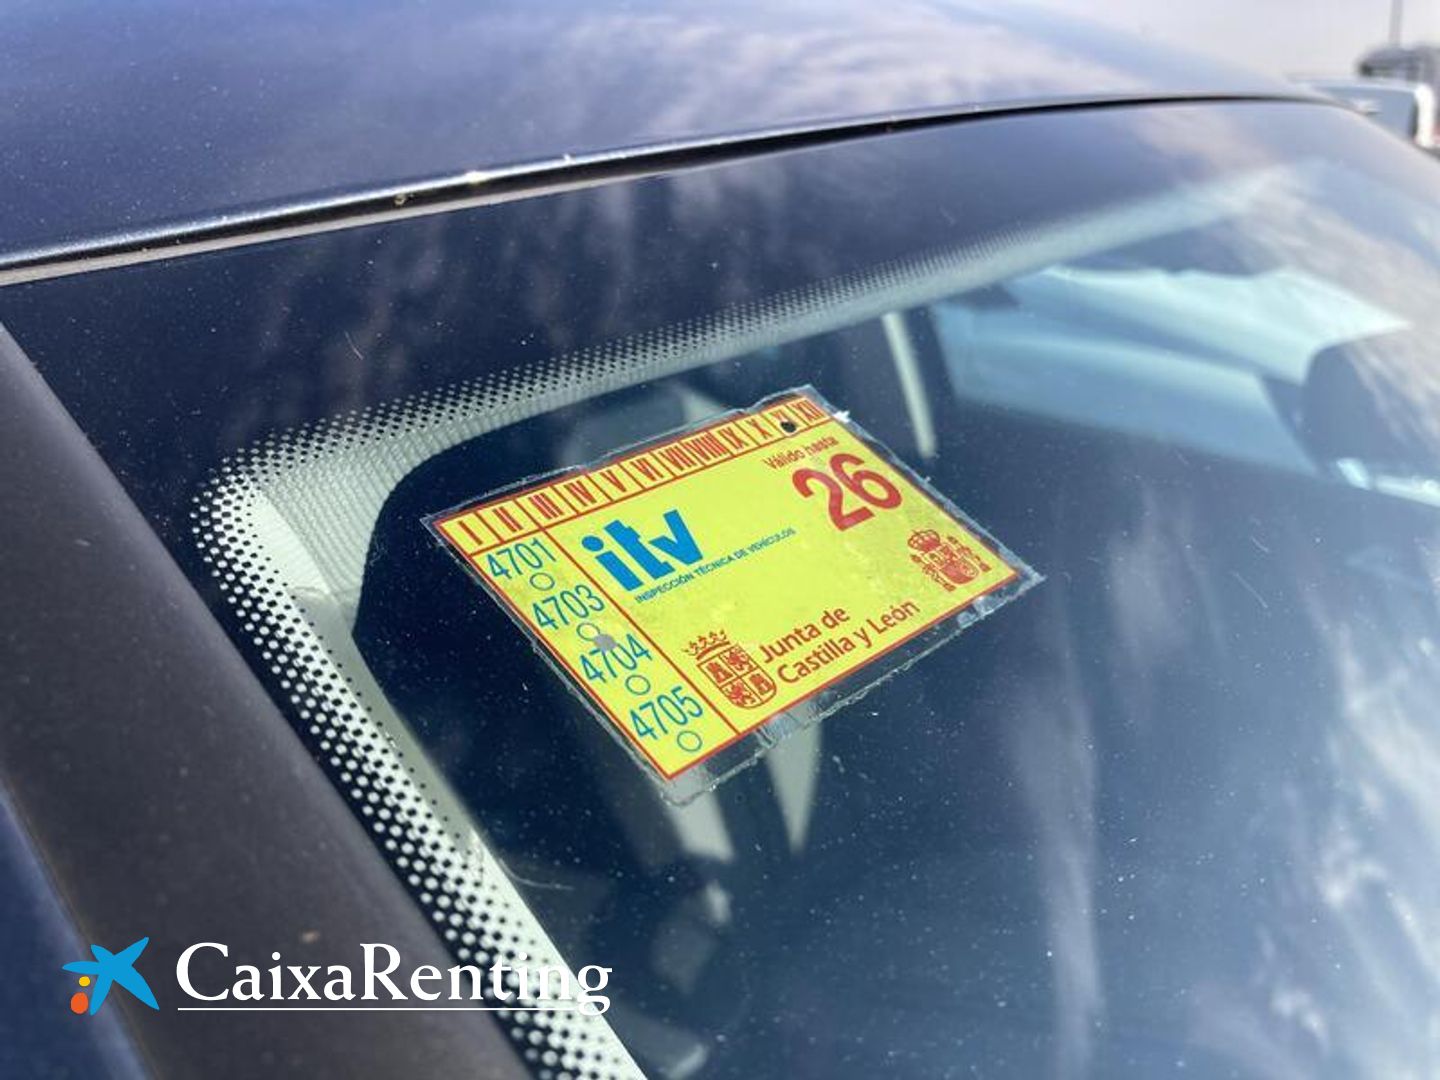 I II III IV V VI VII VIII IX X XI XII
Válido hasta
26
itv
INSPECCIÓN TÉCNICA DE VEHÍCULOS
4701
4703
4704
4705
Junta de
Castilla y León
CaixaRenting